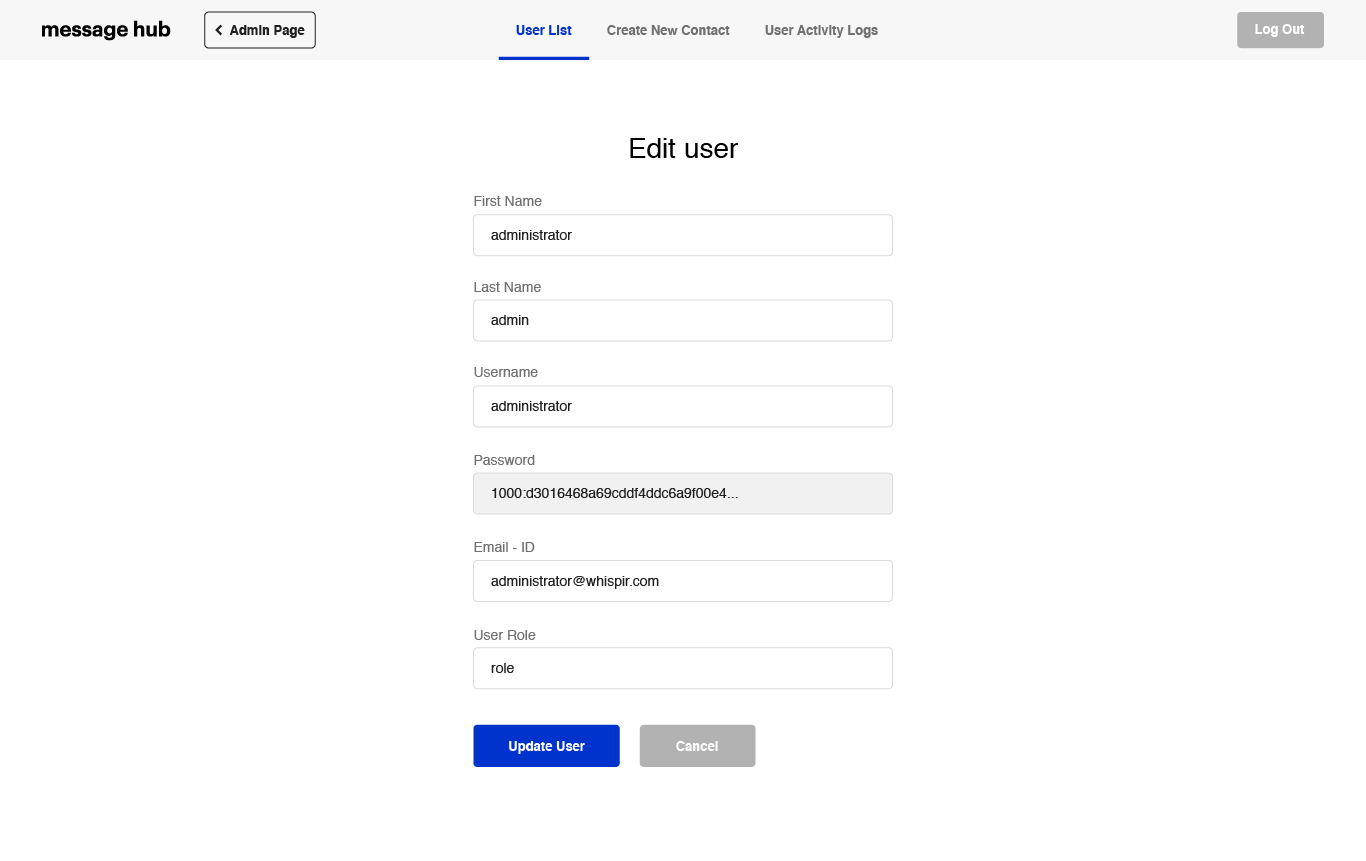 message hub
Admin Page
User List
Create New Contact
User Activity Logs
Log Out
Edit user
First Name
administrator
Last Name
admin
Username
administrator
Password
1000:d3016468a69cddf4ddc6a9f00e4...
Email - ID
administrator@whispir.com
User Role
role
Update User
Cancel